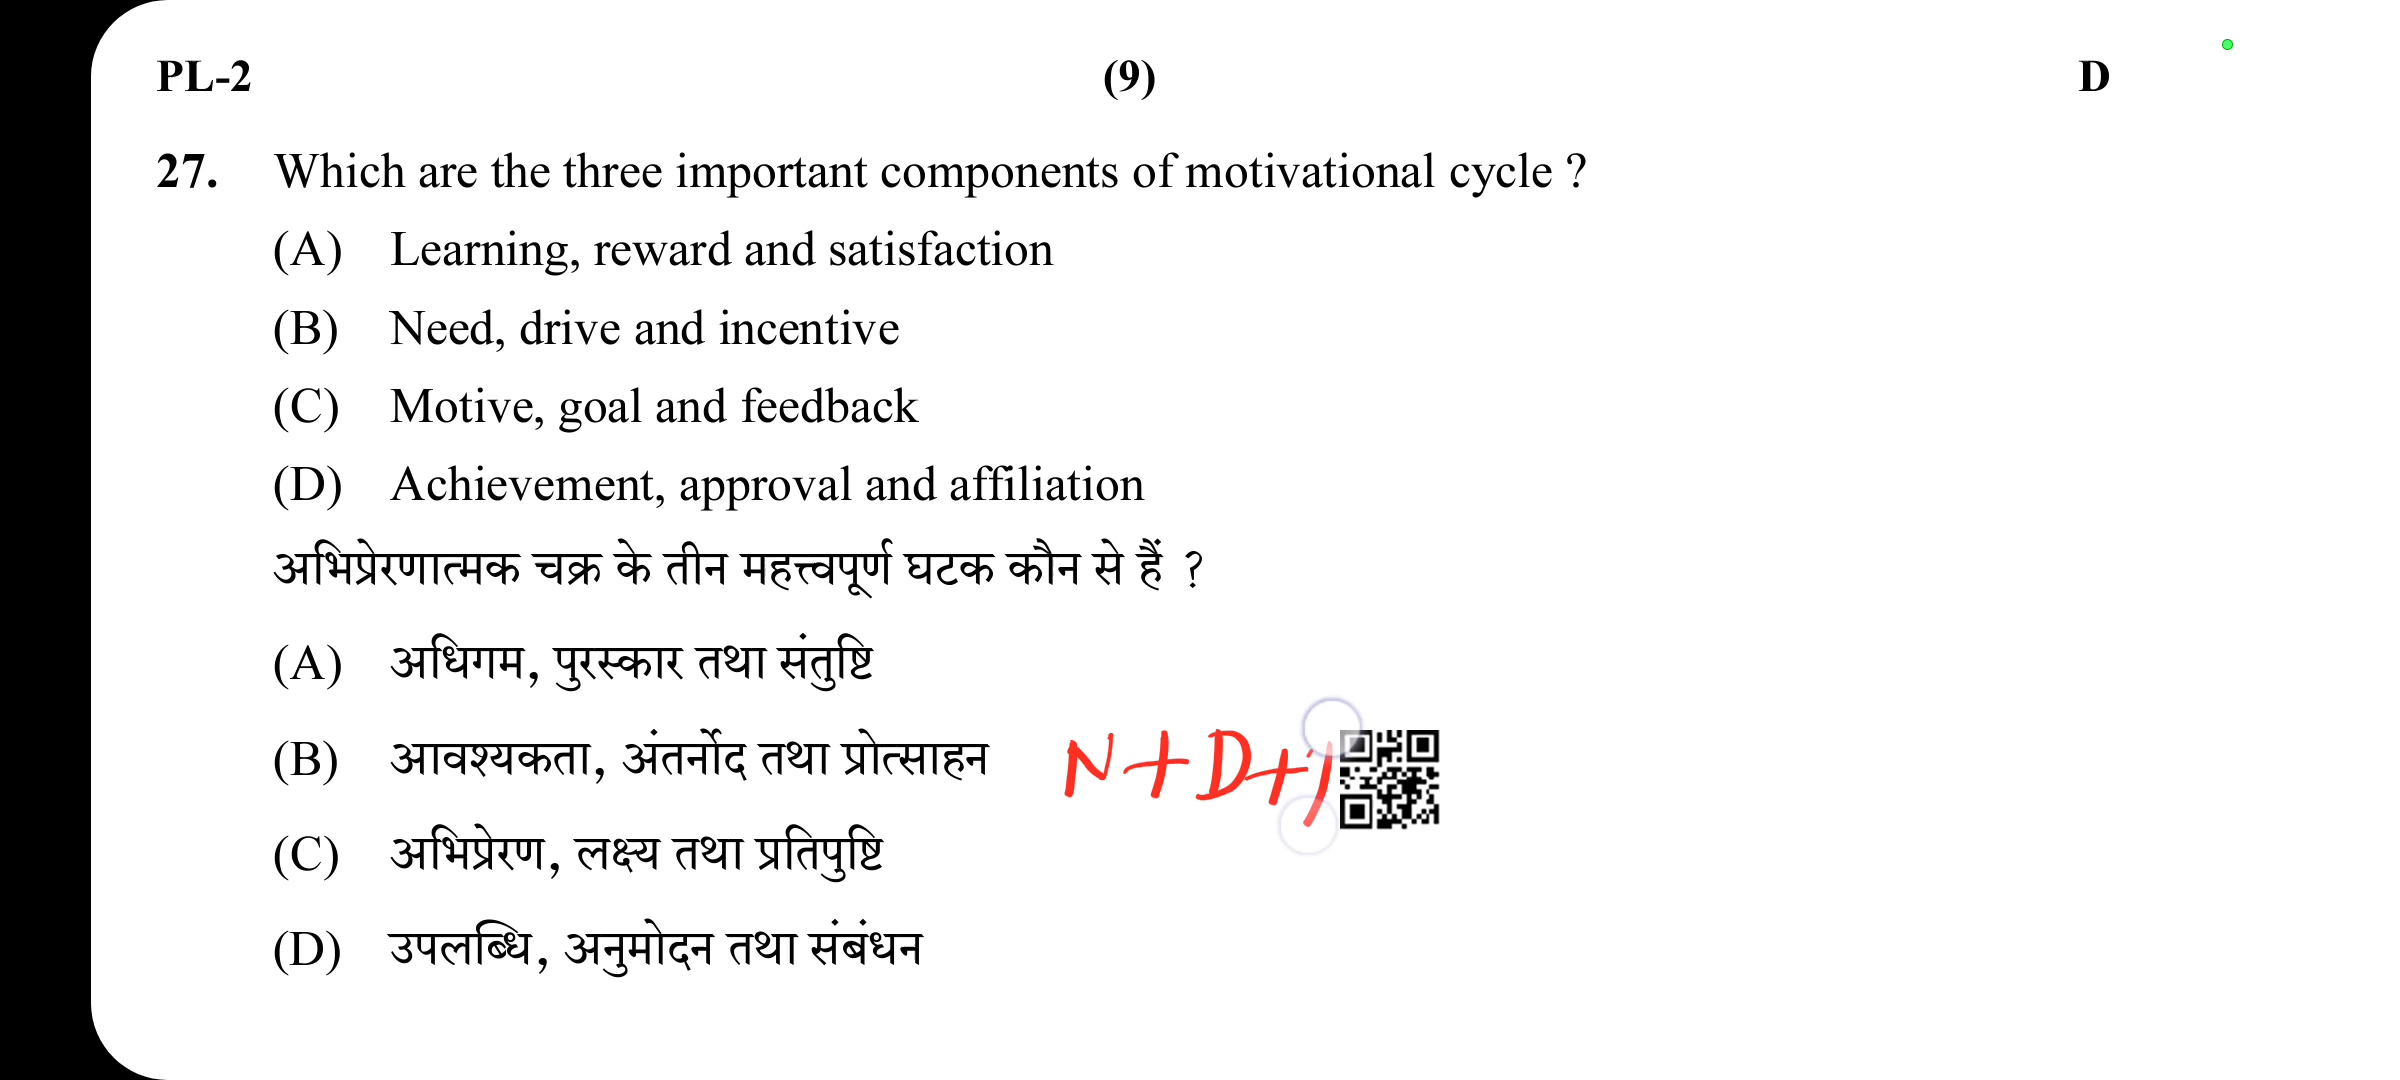 PL-2 (9) D
27. Which are the three important components of motivational cycle ?
(A) Learning, reward and satisfaction
(B) Need, drive and incentive
(C) Motive, goal and feedback
(D) Achievement, approval and affiliation
अभिप्रेरणात्मक चक्र के तीन महत्त्वपूर्ण घटक कौन से हैं ?
(A) अधिगम, पुरस्कार तथा संतुष्टि
(B) आवश्यकता, अंतर्नोद तथा प्रोत्साहन N+D+I
(C) अभिप्रेरण, लक्ष्य तथा प्रतिपुष्टि
(D) उपलब्धि, अनुमोदन तथा संबंधन